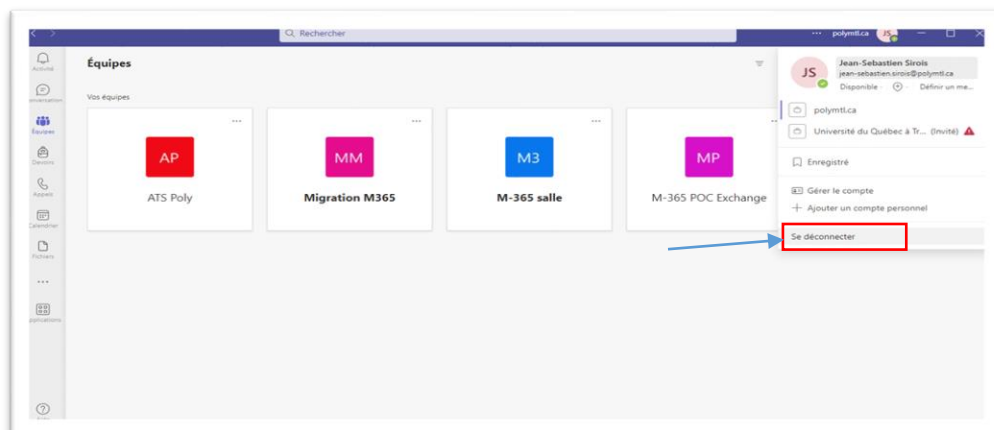 Rechercher
... polymtl.ca JS
Activité
Conversation
Équipes
Devoirs
Appels
Calendrier
Fichiers
...
Applications
Équipes
Vos équipes
...
AP
ATS Poly
...
MM
Migration M365
...
M3
M-365 salle
MP
M-365 POC Exchange
JS
Jean-Sebastien Sirois
jean-sebastien.sirois@polymtl.ca
Disponible · Définir un me...
polymtl.ca
Université du Québec à Tr... (Invité)
Enregistré
Gérer le compte
+ Ajouter un compte personnel
Se déconnecter